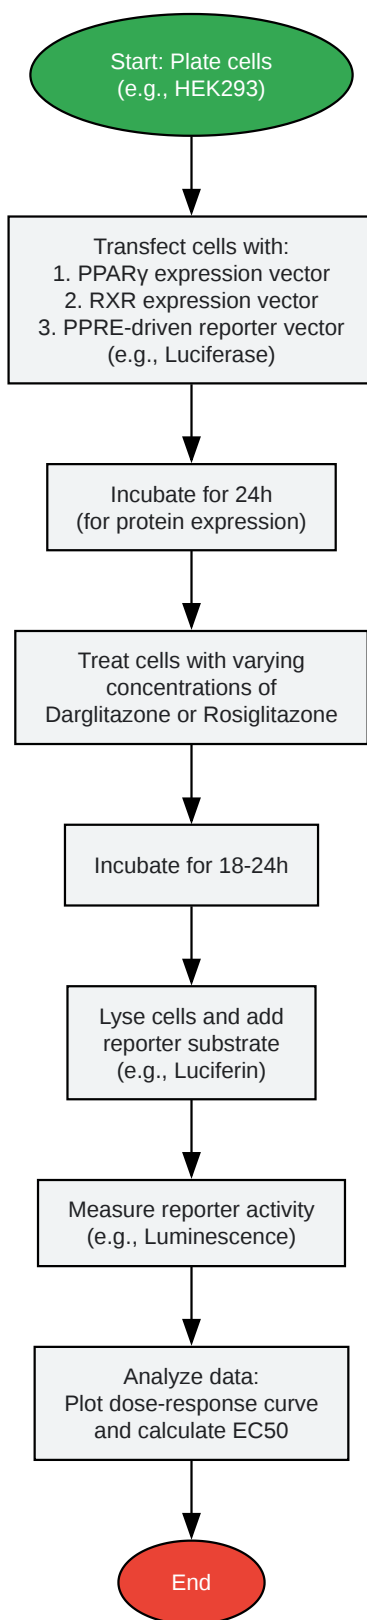 Start: Plate cells
(e.g., HEK293)
Transfect cells with:
1. PPARγ expression vector
2. RXR expression vector
3. PPRE-driven reporter vector
(e.g., Luciferase)
Incubate for 24h
(for protein expression)
Treat cells with varying
concentrations of
Darglitazone or Rosiglitazone
Incubate for 18-24h
Lyse cells and add
reporter substrate
(e.g., Luciferin)
Measure reporter activity
(e.g., Luminescence)
Analyze data:
Plot dose-response curve
and calculate EC50
End